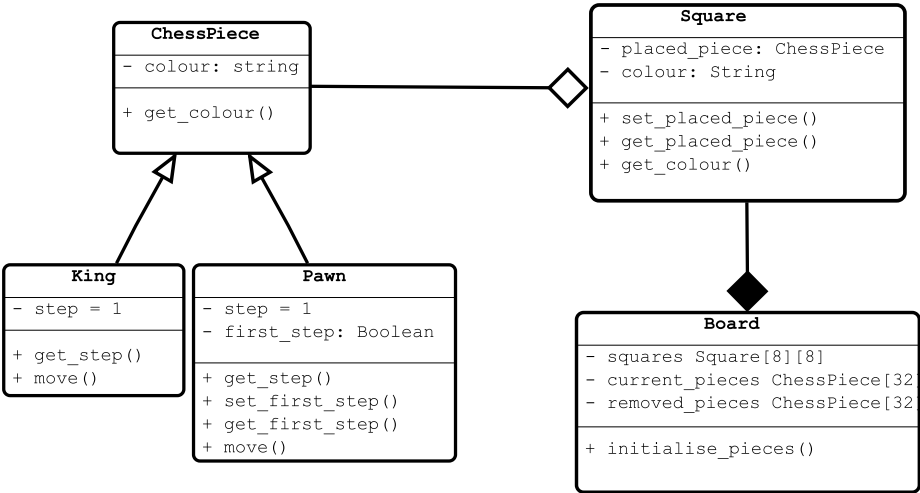 ChessPiece
- colour: string
+ get_colour()
Square
- placed_piece: ChessPiece
- colour: String
+ set_placed_piece()
+ get_placed_piece()
+ get_colour()
King
- step = 1
+ get_step()
+ move()
Pawn
- step = 1
- first_step: Boolean
+ get_step()
+ set_first_step()
+ get_first_step()
+ move()
Board
- squares Square[8][8]
- current_pieces ChessPiece[32]
- removed_pieces ChessPiece[32]
+ initialise_pieces()